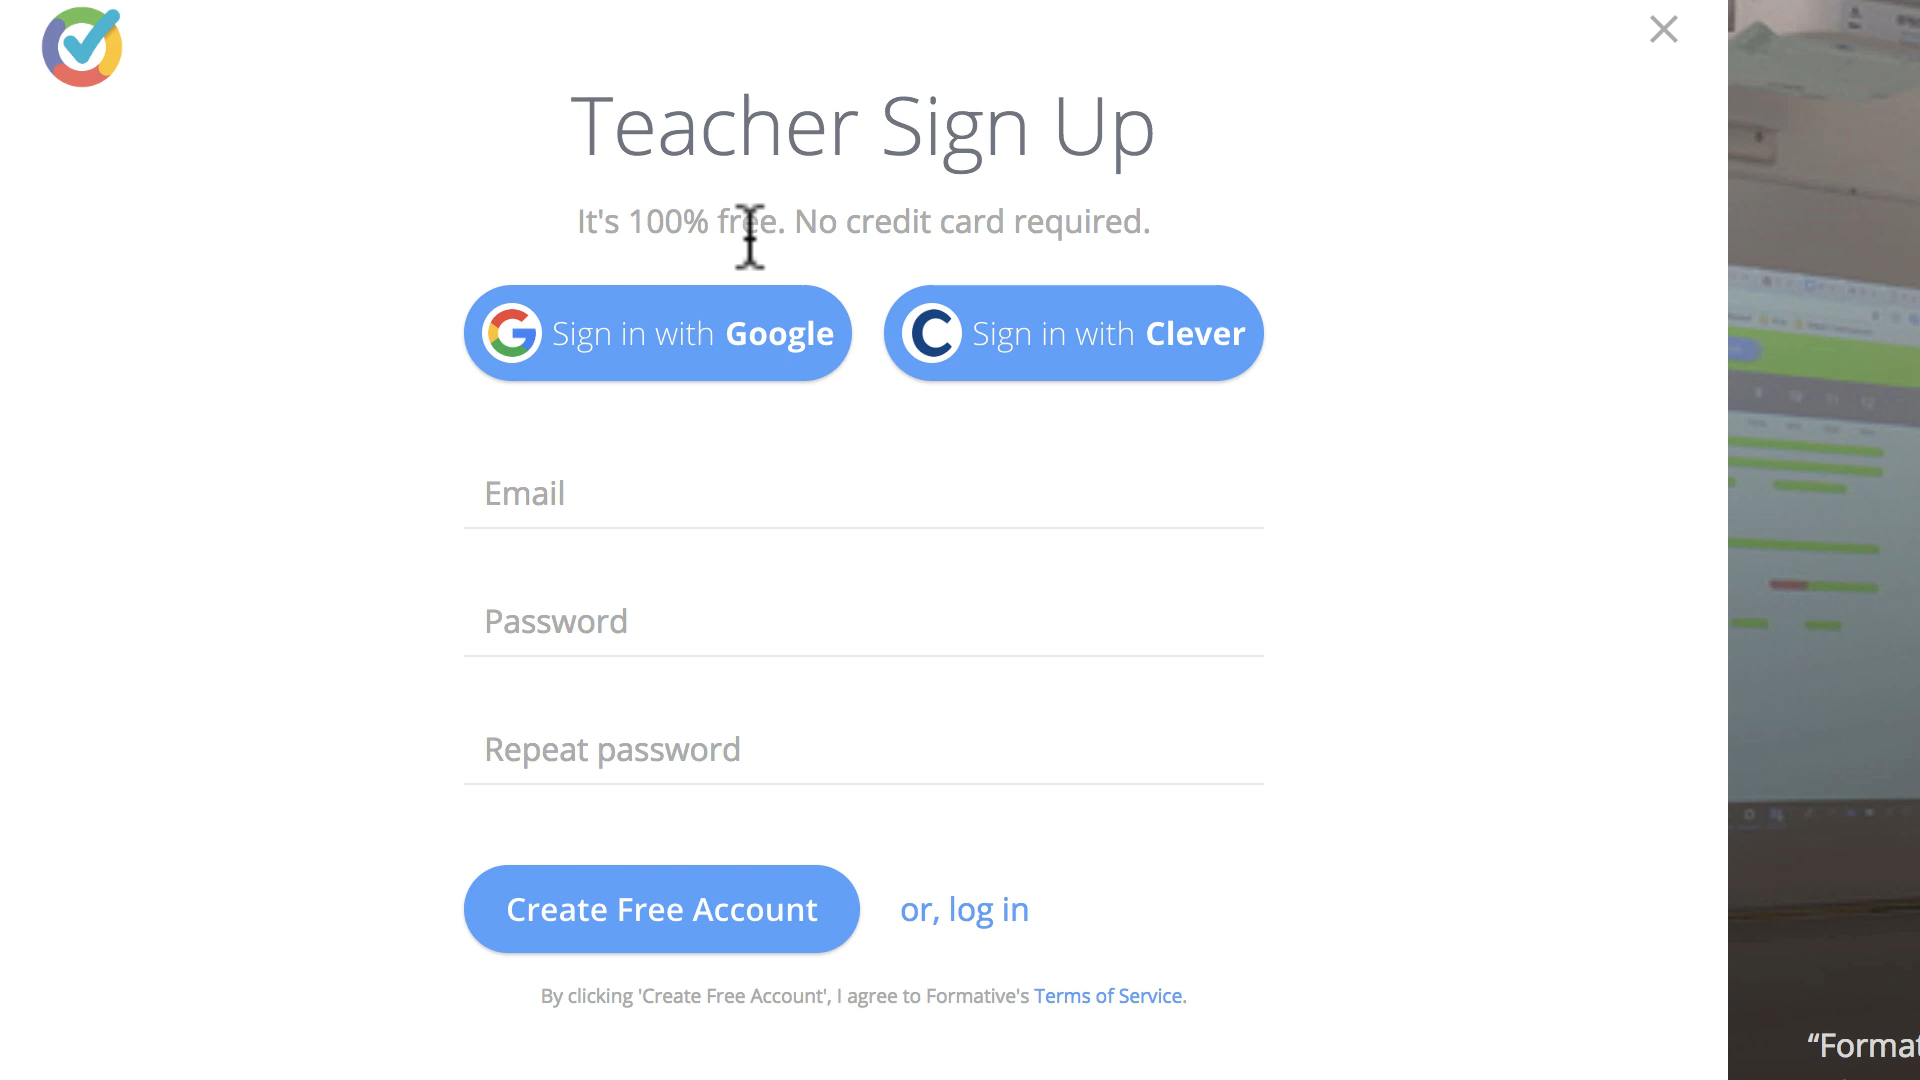 Teacher Sign Up
It's 100% free. No credit card required.
Sign in with Google
Sign in with Clever
Email
Password
Repeat password
Create Free Account
or, log in
By clicking 'Create Free Account', I agree to Formative's Terms of Service.